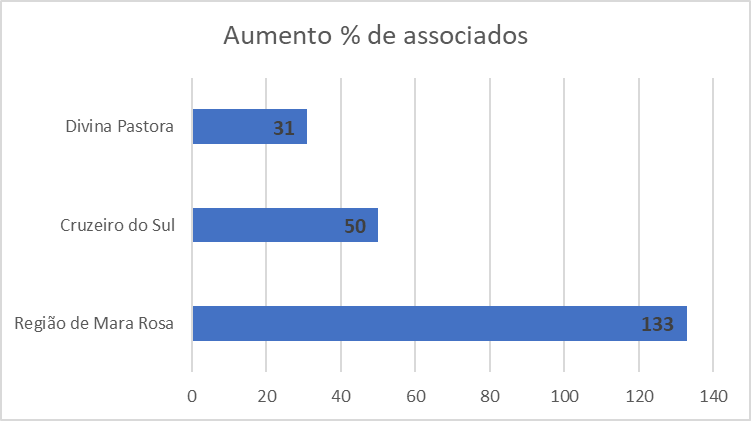 Aumento % de associados
Divina Pastora
31
Cruzeiro do Sul
50
Região de Mara Rosa
133
0 20 40 60 80 100 120 140